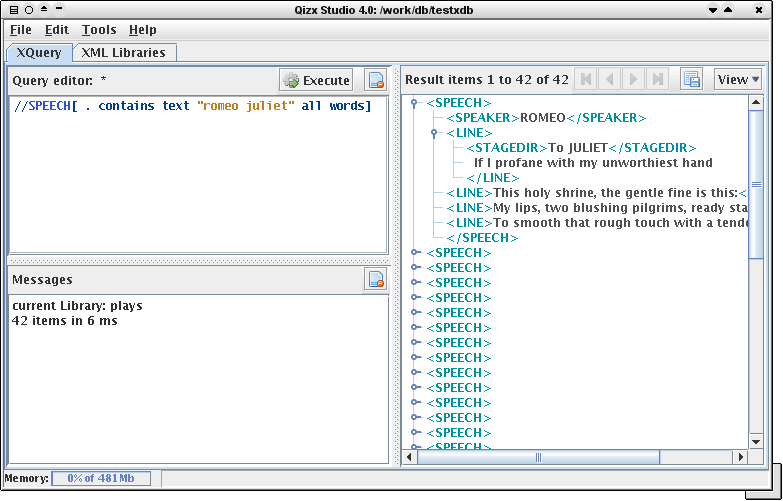 Qizx Studio 4.0: /work/db/testxdb
File Edit Tools Help
XQuery XML Libraries
Query editor: *
Execute
//SPEECH[ . contains text "romeo juliet" all words]
Messages
current Library: plays
42 items in 6 ms
Result items 1 to 42 of 42
View
<SPEECH>
<SPEAKER>ROMEO</SPEAKER>
<LINE>
<STAGEDIR>To JULIET</STAGEDIR>
If I profane with my unworthiest hand
</LINE>
<LINE>This holy shrine, the gentle fine is this:<
<LINE>My lips, two blushing pilgrims, ready sta
<LINE>To smooth that rough touch with a tend
</SPEECH>
<SPEECH>
<SPEECH>
<SPEECH>
<SPEECH>
<SPEECH>
<SPEECH>
<SPEECH>
<SPEECH>
<SPEECH>
<SPEECH>
<SPEECH>
<SPEECH>
<SPEECH>
<SPEECH>
Memory: 0% of 481Mb